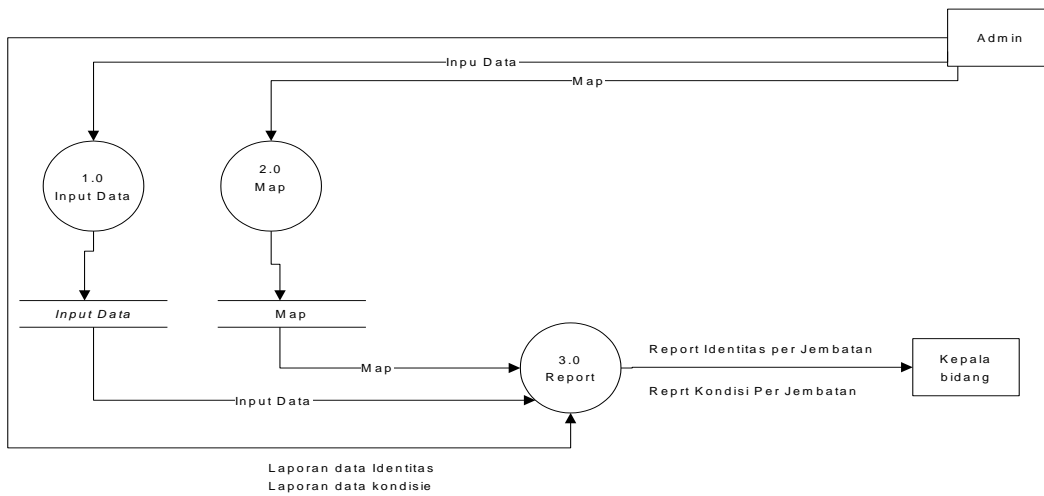 Admin
Inpu Data
Map
1.0
Input Data
2.0
Map
Input Data
Map
3.0
Report
Report Identitas per Jembatan
Reprt Kondisi Per Jembatan
Kepala
bidang
Map
Input Data
Laporan data Identitas
Laporan data kondisie